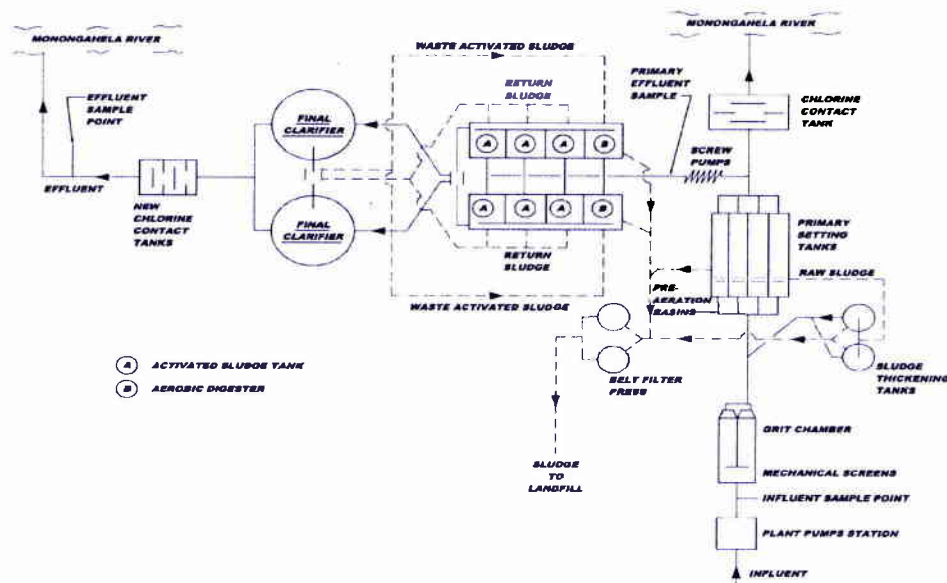 MONONGAHELA RIVER
MONONGAHELA RIVER
WASTE ACTIVATED SLUDGE
RETURN
SLUDGE
PRIMARY
EFFLUENT
SAMPLE
EFFLUENT
SAMPLE
POINT
CHLORINE
CONTACT
TANK
FINAL
CLARIFIER
A
A
A
B
SCREW
PUMPS
EFFLUENT
NEW
CHLORINE
CONTACT
TANKS
FINAL
CLARIFIER
A
A
A
B
PRIMARY
SETTING
TANKS
RETURN
SLUDGE
RAW SLUDGE
PRE-
AERATION
BASINS
WASTE ACTIVATED SLUDGE
A ACTIVATED SLUDGE TANK
B AEROBIC DIGESTER
BELT FILTER
PRESS
SLUDGE
THICKENING
TANKS
GRIT CHAMBER
SLUDGE
TO
LANDFILL
MECHANICAL SCREENS
INFLUENT SAMPLE POINT
PLANT PUMPS STATION
INFLUENT